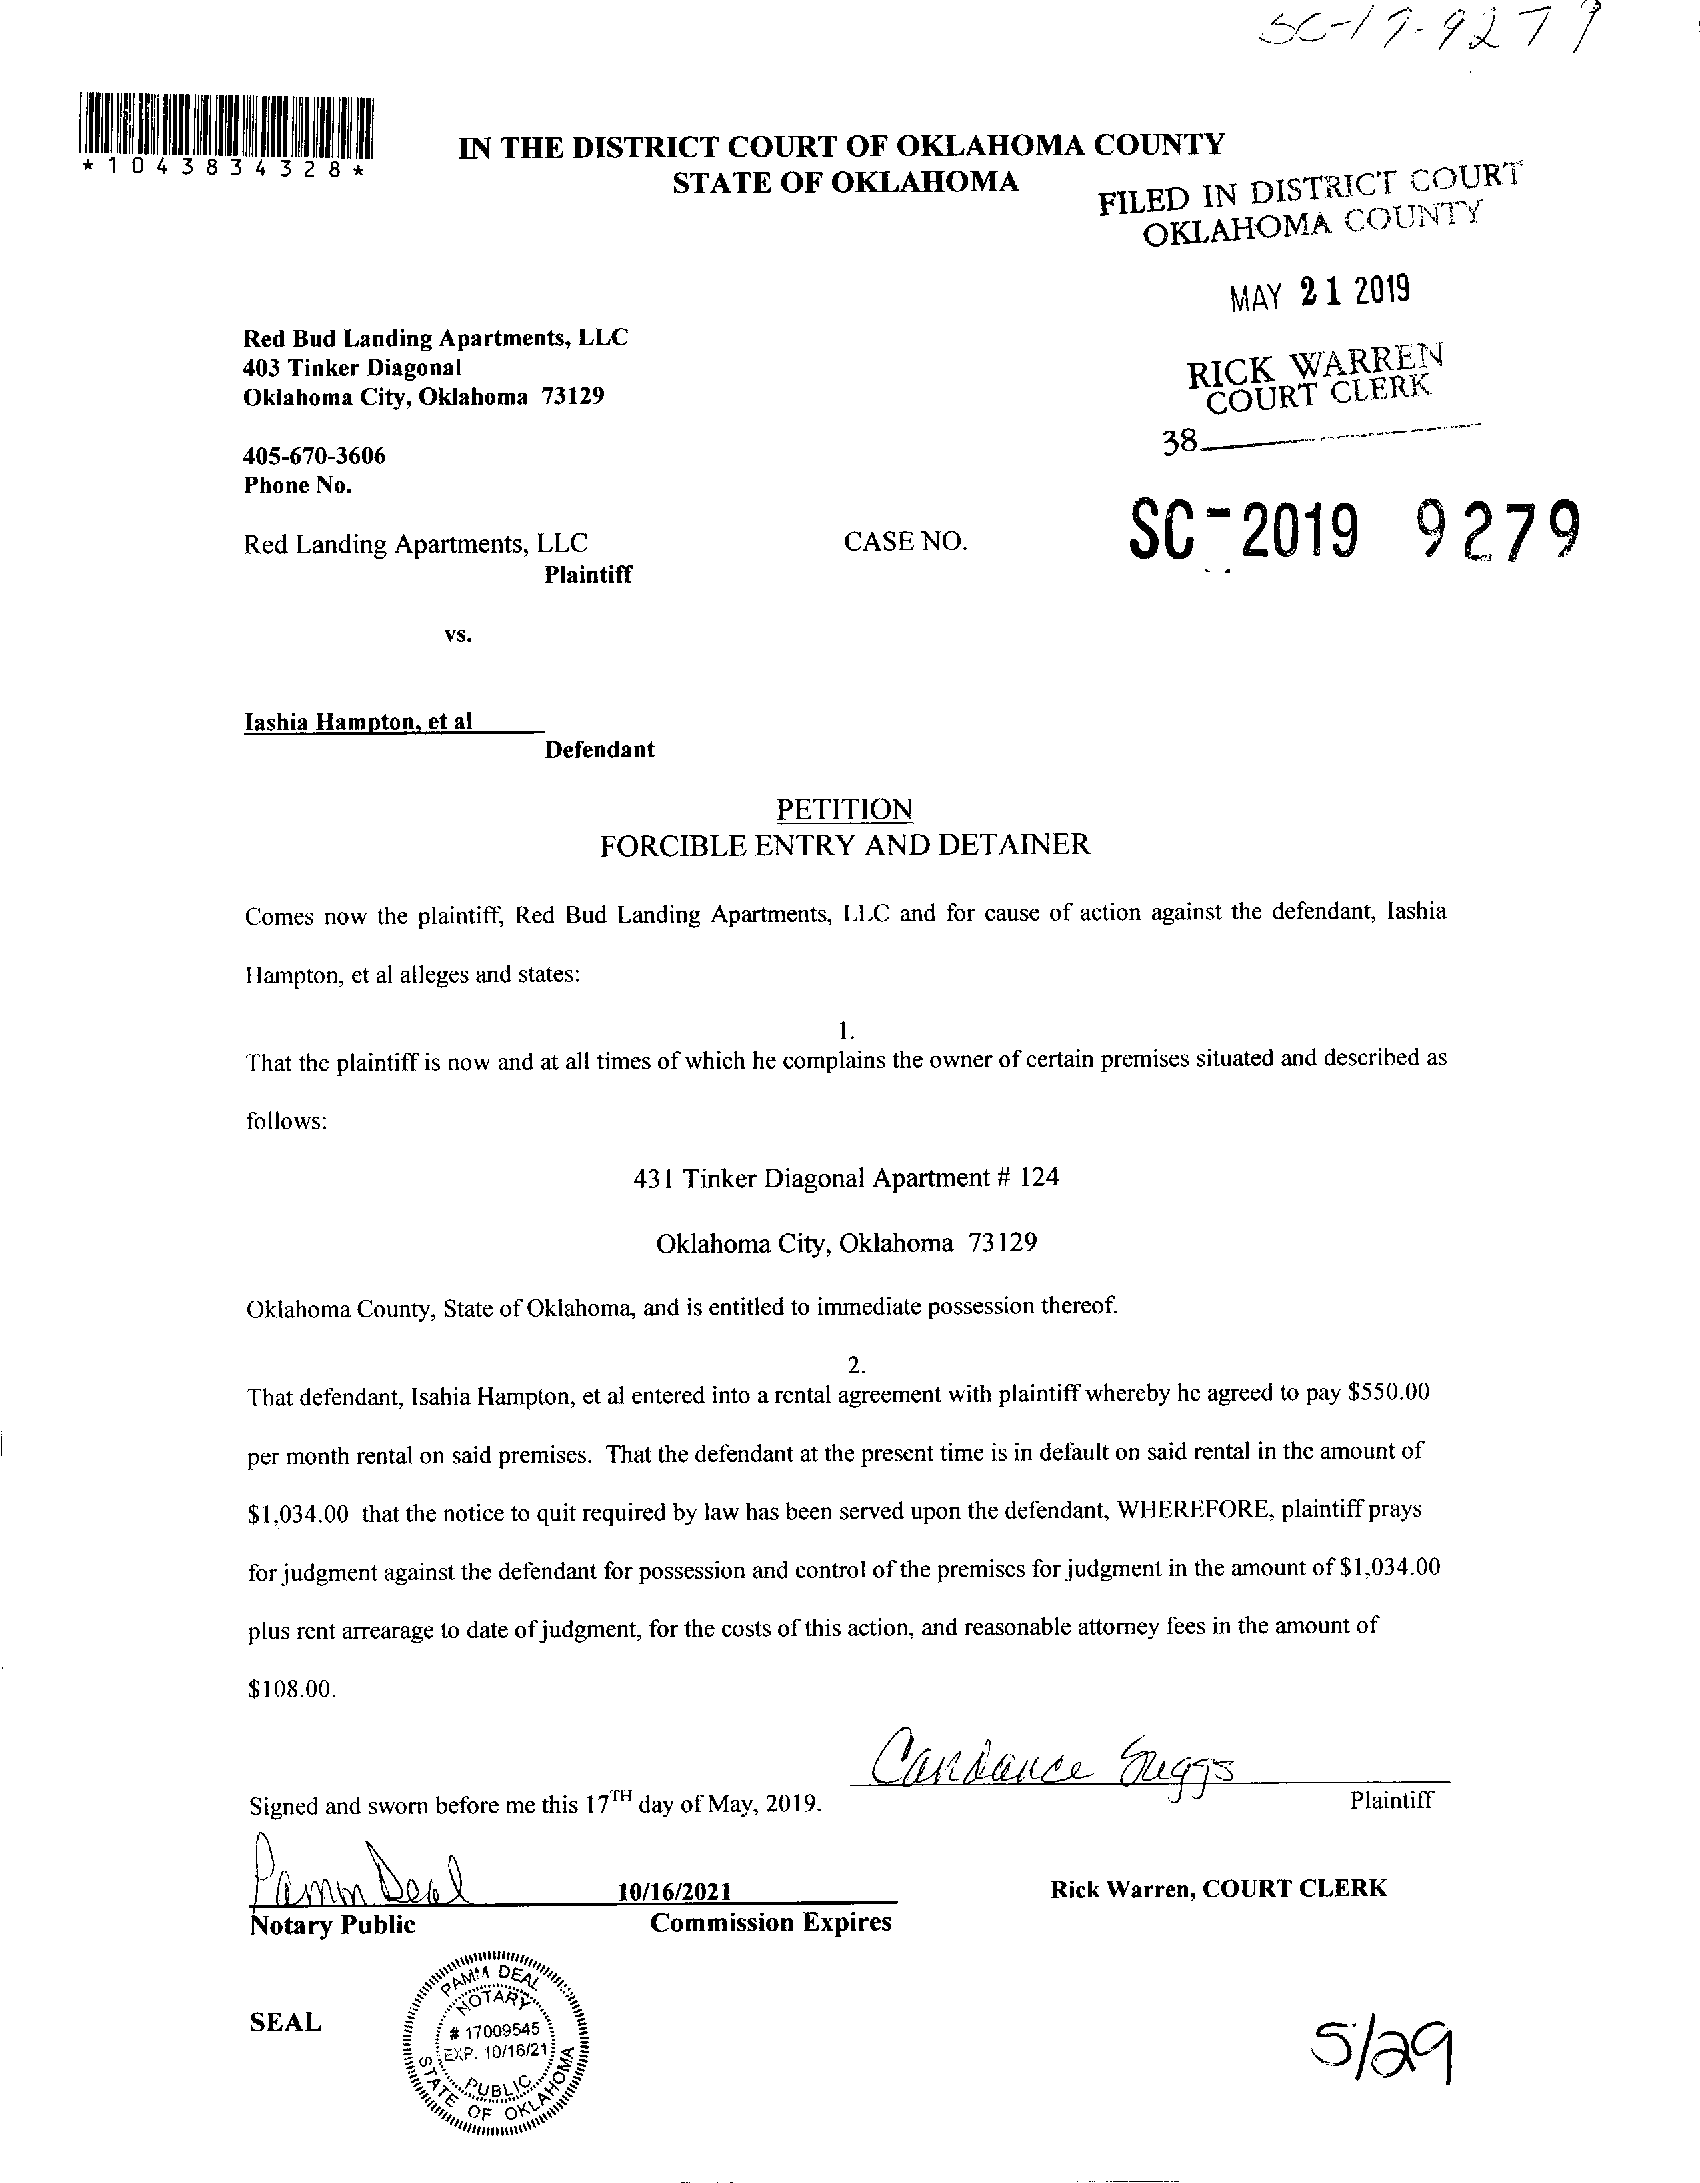 SC-19-9279
*1043834328*
IN THE DISTRICT COURT OF OKLAHOMA COUNTY
STATE OF OKLAHOMA
FILED IN DISTRICT COURT
OKLAHOMA COUNTY
MAY 21 2019
RICK WARREN
COURT CLERK
38
Red Bud Landing Apartments, LLC
403 Tinker Diagonal
Oklahoma City, Oklahoma 73129
405-670-3606
Phone No.
Red Landing Apartments, LLC
Plaintiff
CASE NO.
SC-2019 9279
vs.
Iashia Hampton, et al
Defendant
PETITION
FORCIBLE ENTRY AND DETAINER
Comes now the plaintiff, Red Bud Landing Apartments, LLC and for cause of action against the defendant, Iashia
Hampton, et al alleges and states:
1.
That the plaintiff is now and at all times of which he complains the owner of certain premises situated and described as
follows:
431 Tinker Diagonal Apartment # 124
Oklahoma City, Oklahoma 73129
Oklahoma County, State of Oklahoma, and is entitled to immediate possession thereof.
2.
That defendant, Isahia Hampton, et al entered into a rental agreement with plaintiff whereby he agreed to pay $550.00
per month rental on said premises. That the defendant at the present time is in default on said rental in the amount of
$1,034.00 that the notice to quit required by law has been served upon the defendant, WHEREFORE, plaintiff prays
for judgment against the defendant for possession and control of the premises for judgment in the amount of $1,034.00
plus rent arrearage to date of judgment, for the costs of this action, and reasonable attorney fees in the amount of
$108.00.
Candance Suggs
Plaintiff
Signed and sworn before me this 17TH day of May, 2019.
Pamm Deal
10/16/2021
Notary Public
Commission Expires
Rick Warren, COURT CLERK
SEAL
PAMM DEAL
NOTARY
# 17009545
EXP. 10/16/21
PUBLIC
STATE OF OKLAHOMA
5/29